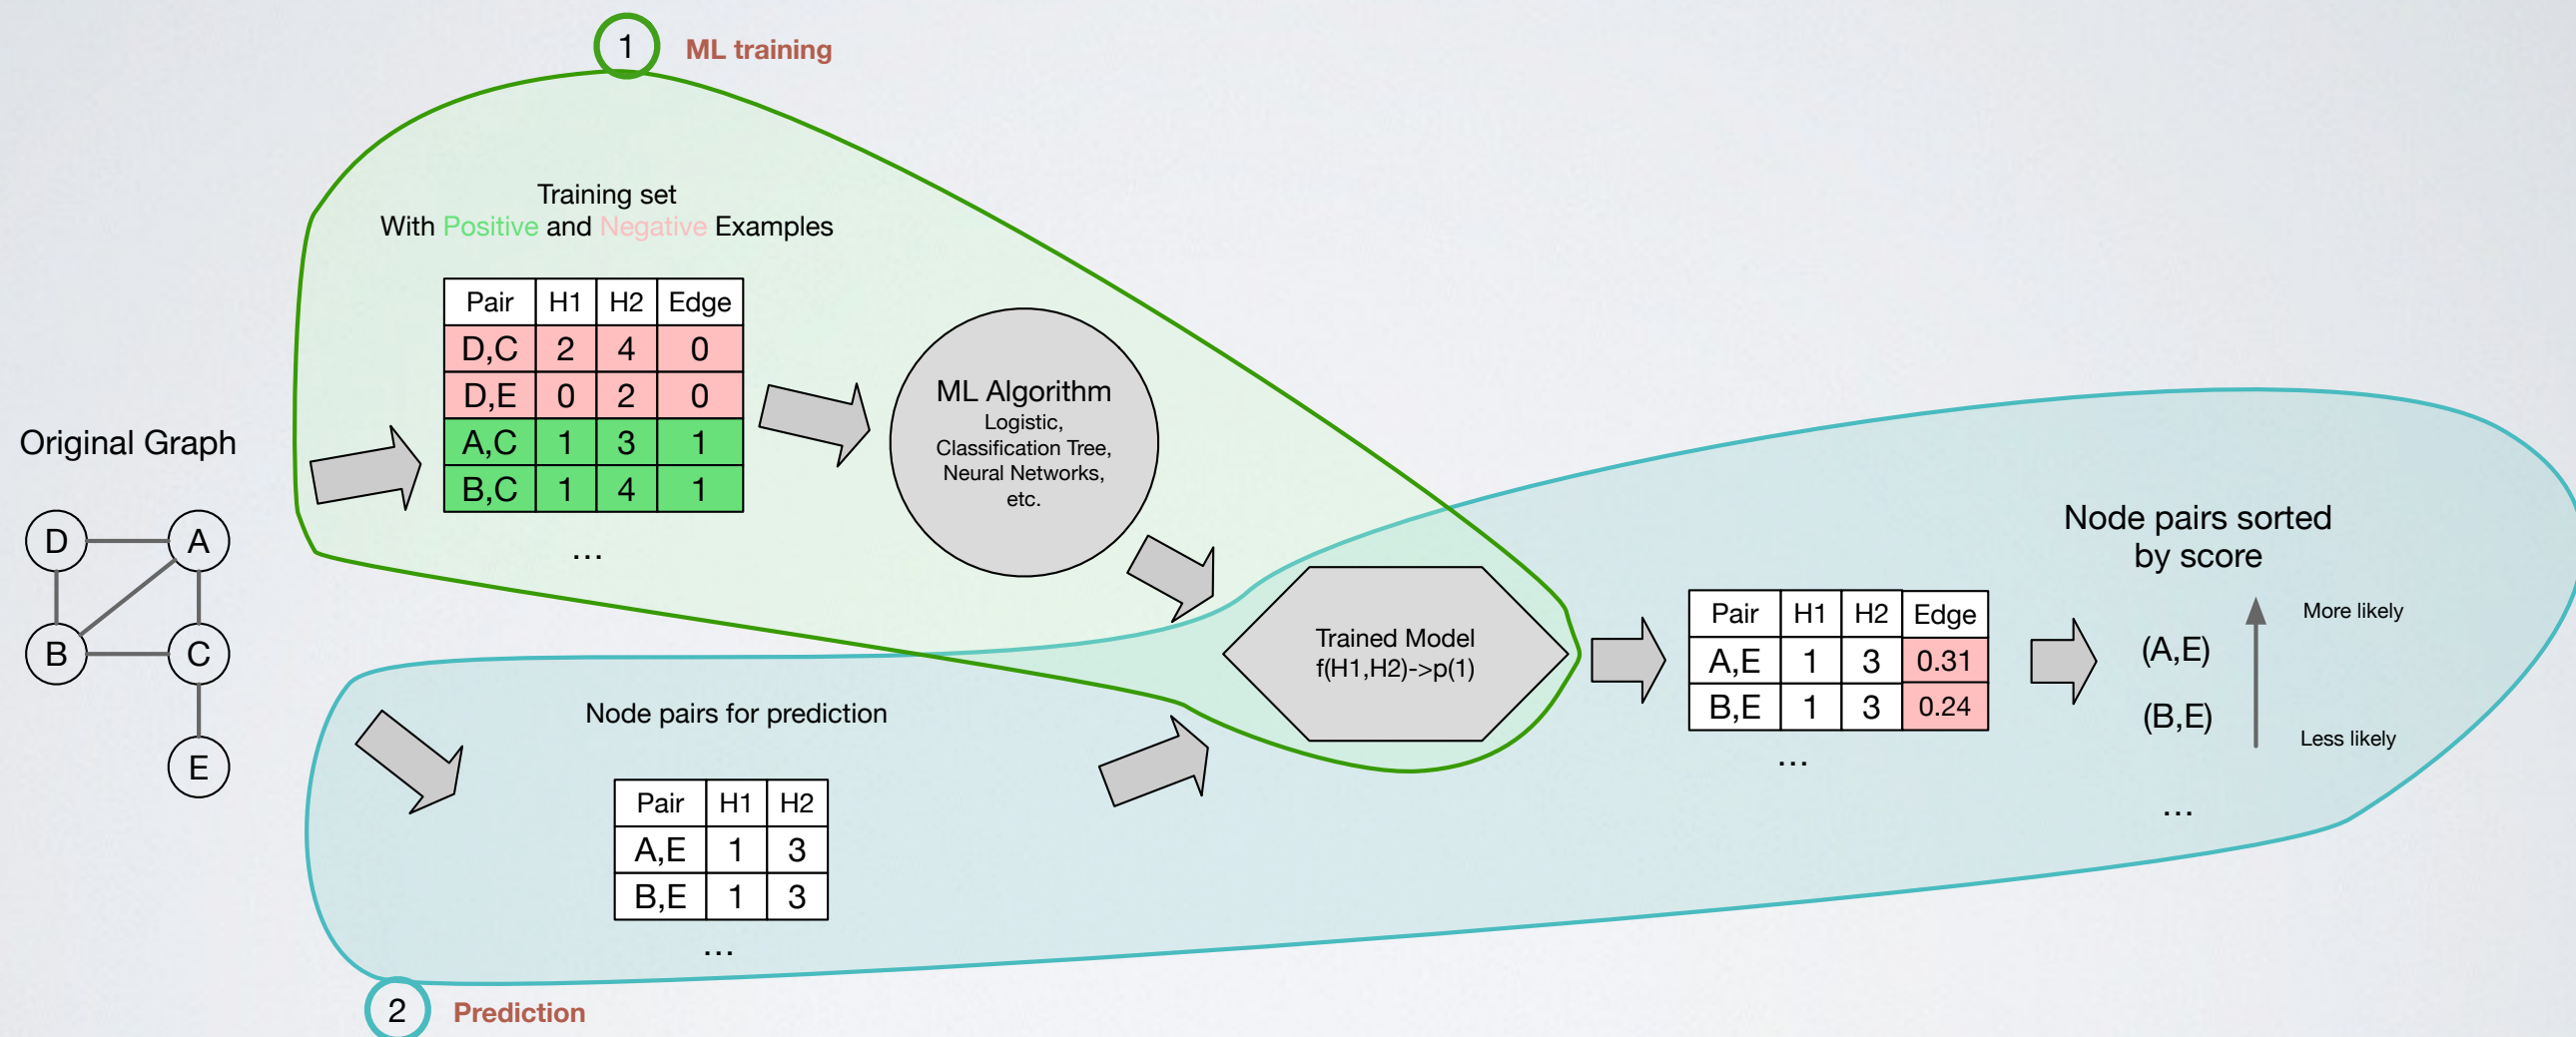 1 ML training
Training set
With Positive and Negative Examples
Pair H1 H2 Edge
D,C 2 4 0
D,E 0 2 0
A,C 1 3 1
B,C 1 4 1
...
ML Algorithm
Logistic,
Classification Tree,
Neural Networks,
etc.
Original Graph
D A
B C
E
Node pairs for prediction
Pair H1 H2
A,E 1 3
B,E 1 3
...
2 Prediction
Trained Model
f(H1,H2)->p(1)
Pair H1 H2 Edge
A,E 1 3 0.31
B,E 1 3 0.24
...
Node pairs sorted
by score
More likely
(A,E)
(B,E)
Less likely
...